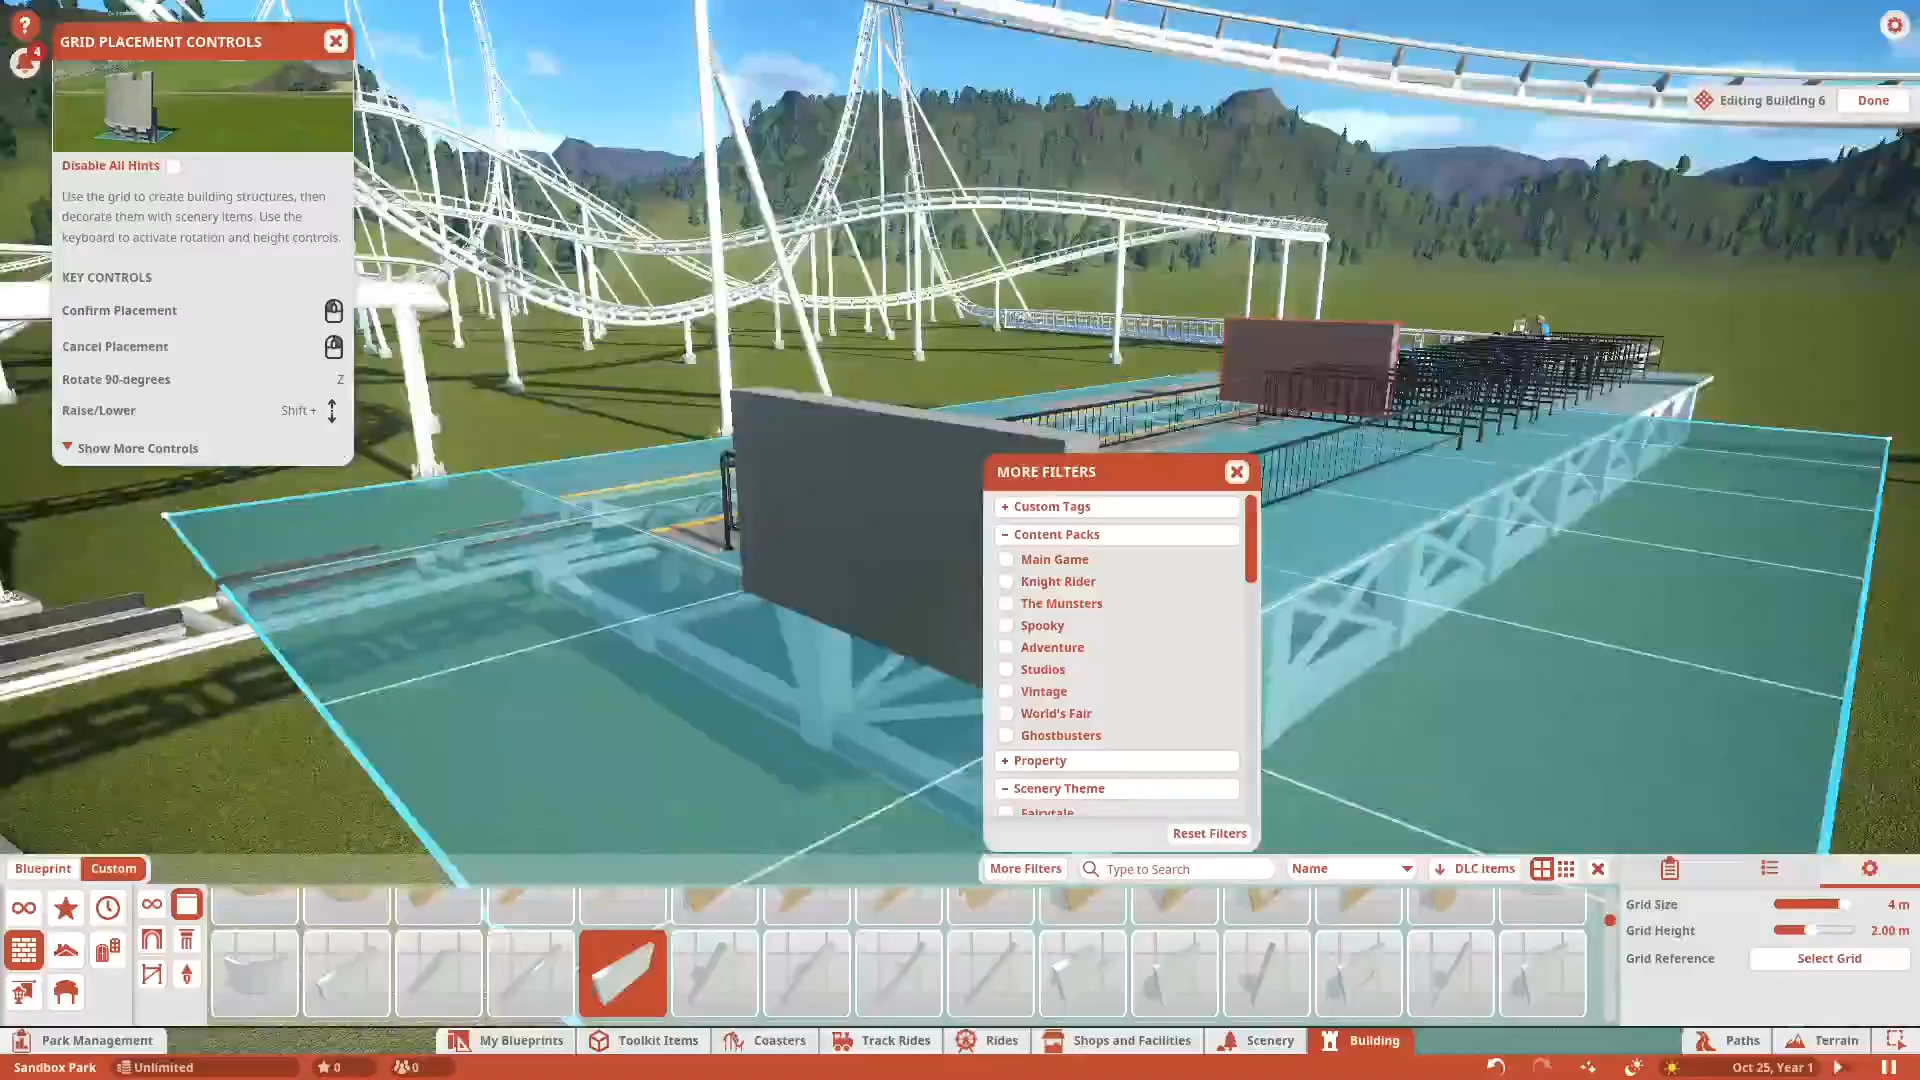 ?
4
GRID PLACEMENT CONTROLS
Disable All Hints
Use the grid to create building structures, then
decorate them with scenery items. Use the
keyboard to activate rotation and height controls.
KEY CONTROLS
Confirm Placement
Cancel Placement
Rotate 90-degrees Z
Raise/Lower Shift +
Show More Controls
Editing Building 6 Done
MORE FILTERS
+ Custom Tags
− Content Packs
Main Game
Knight Rider
The Munsters
Spooky
Adventure
Studios
Vintage
World's Fair
Ghostbusters
+ Property
− Scenery Theme
Fairytale
Reset Filters
Blueprint Custom
More Filters Type to Search Name DLC items
Grid Size 4 m
Grid Height 2.00 m
Grid Reference Select Grid
Park Management My Blueprints Toolkit Items Coasters Track Rides Rides Shops and Facilities Scenery Building Paths Terrain
Sandbox Park Unlimited 0 0 Oct 25, Year 1